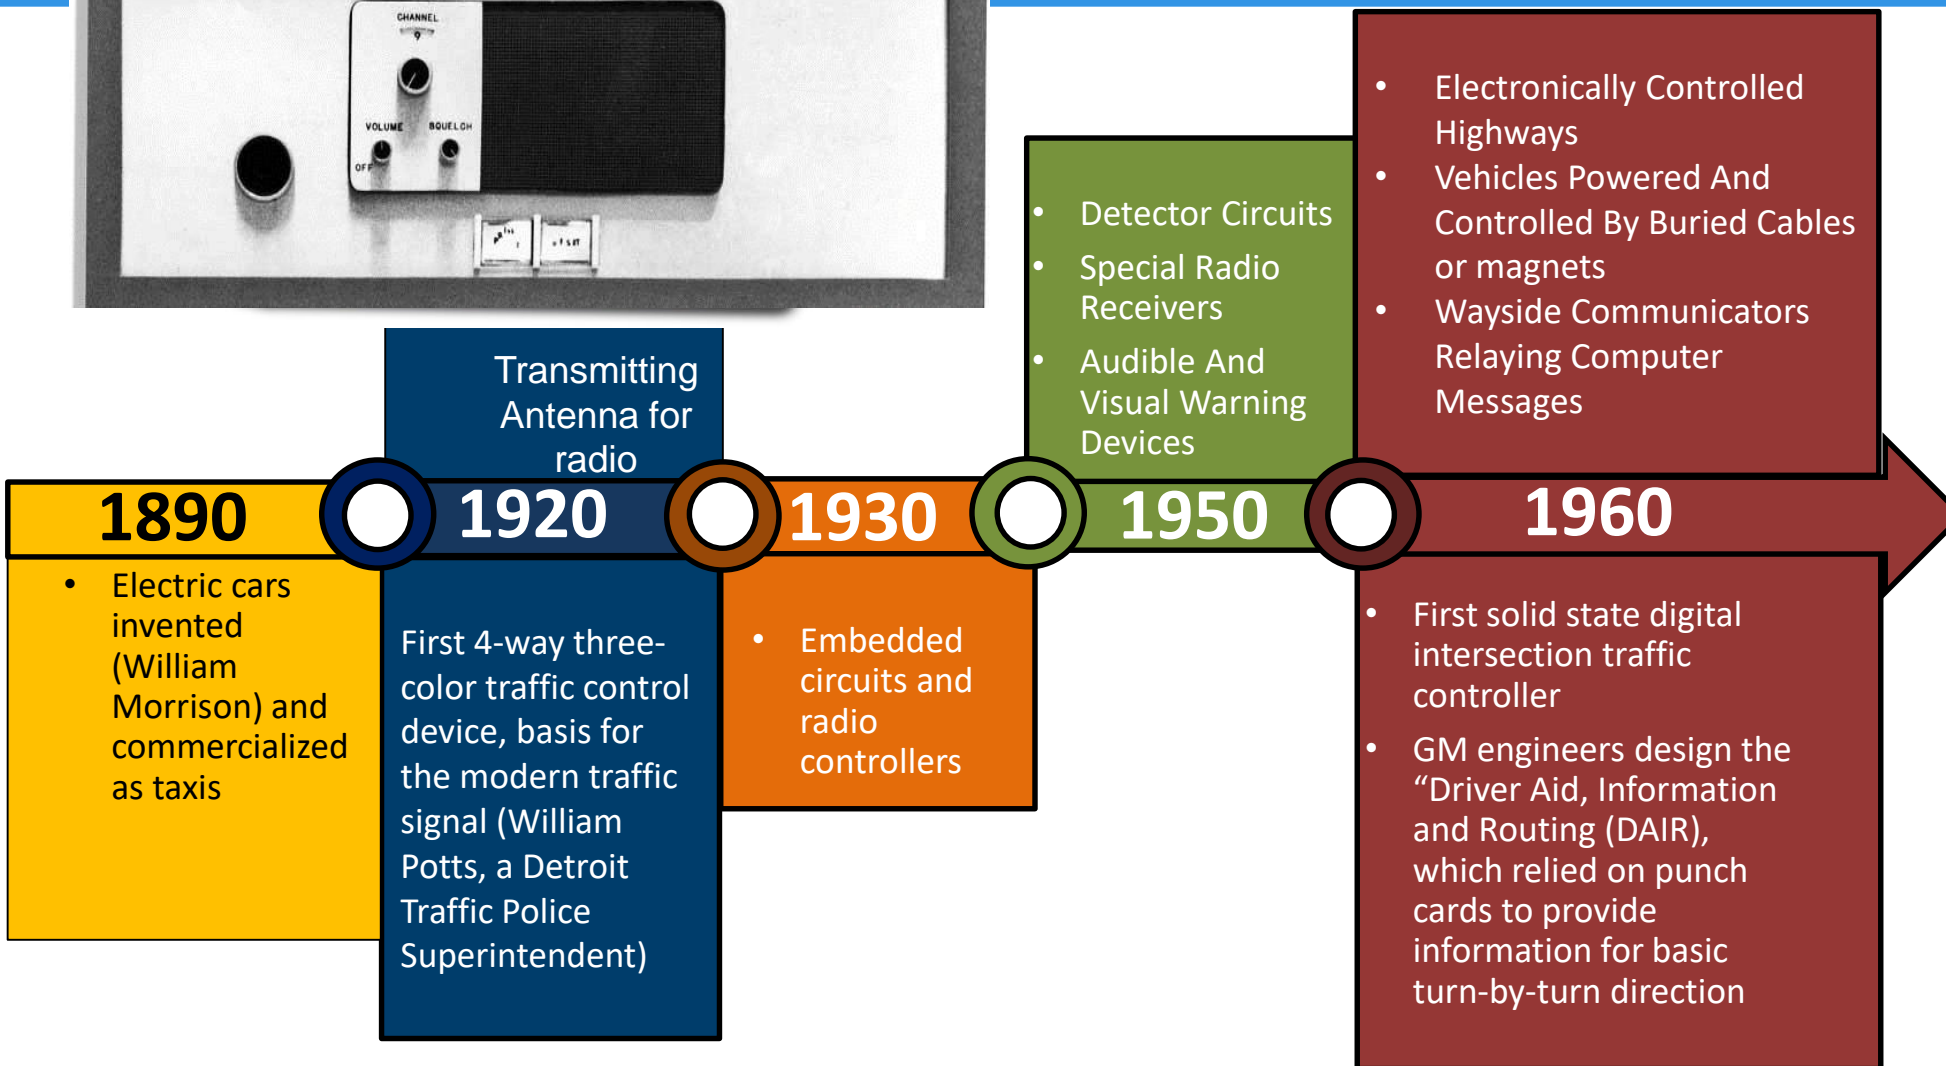 CHANNEL
9
VOLUME SQUELCH
OFF
Transmitting
Antenna for
radio
• Detector Circuits
• Special Radio
Receivers
• Audible And
Visual Warning
Devices
• Electronically Controlled
Highways
• Vehicles Powered And
Controlled By Buried Cables
or magnets
• Wayside Communicators
Relaying Computer
Messages
1890
1920
1930
1950
1960
• Electric cars
invented
(William
Morrison) and
commercialized
as taxis
First 4-way three-
color traffic control
device, basis for
the modern traffic
signal (William
Potts, a Detroit
Traffic Police
Superintendent)
• Embedded
circuits and
radio
controllers
• First solid state digital
intersection traffic
controller
• GM engineers design the
“Driver Aid, Information
and Routing (DAIR),
which relied on punch
cards to provide
information for basic
turn-by-turn direction